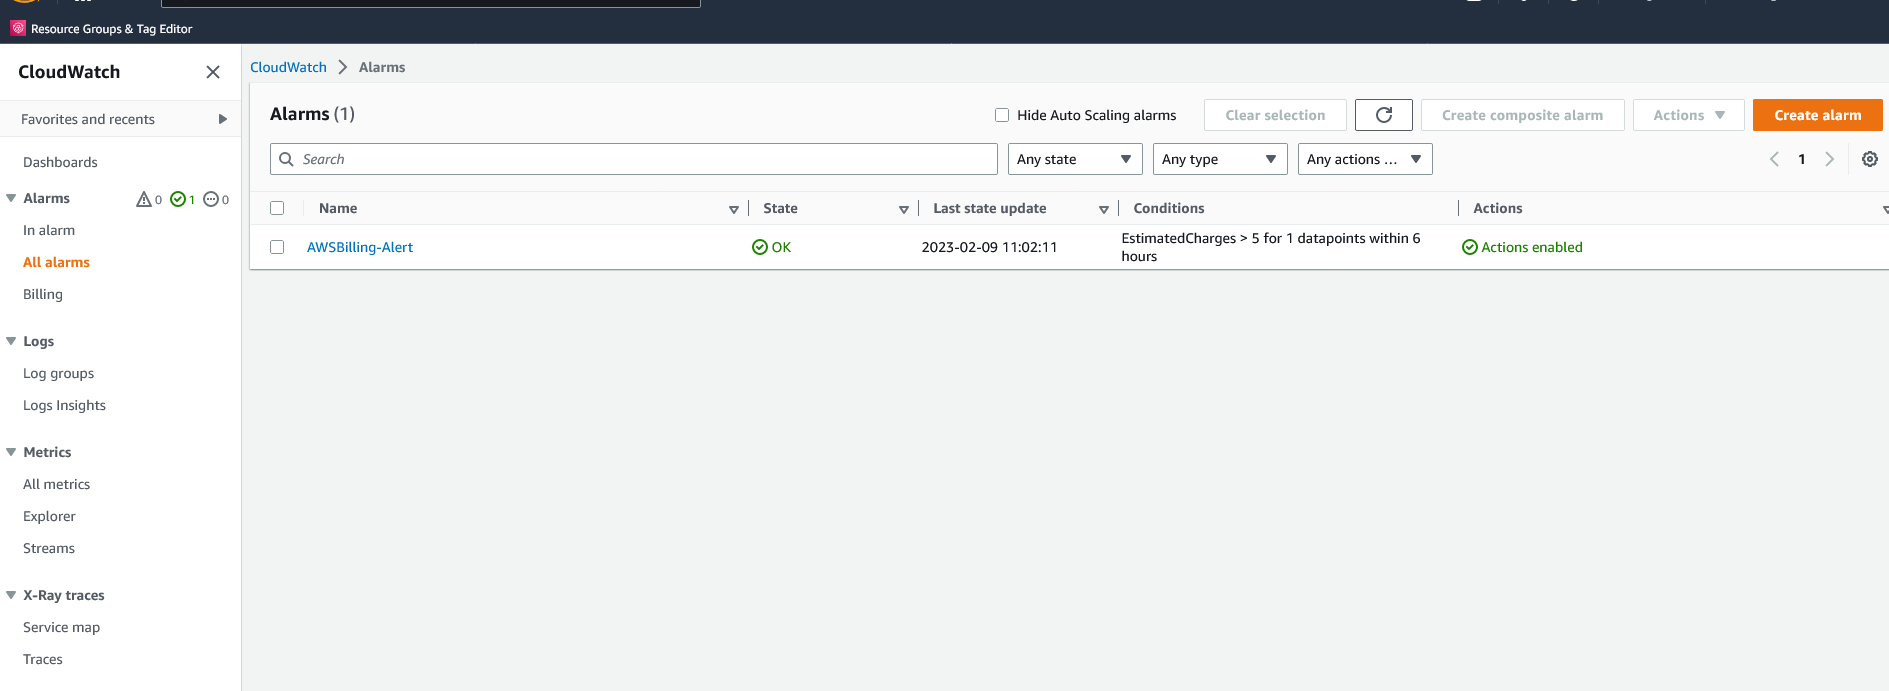 Resource Groups & Tag Editor
CloudWatch
Favorites and recents
Dashboards
Alarms 0 1 0
In alarm
All alarms
Billing
Logs
Log groups
Logs Insights
Metrics
All metrics
Explorer
Streams
X-Ray traces
Service map
Traces
CloudWatch Alarms
Alarms (1)
Hide Auto Scaling alarms
Clear selection
Create composite alarm
Actions
Create alarm
Search
Any state
Any type
Any actions ...
1
Name State Last state update Conditions Actions
AWSBilling-Alert OK 2023-02-09 11:02:11 EstimatedCharges > 5 for 1 datapoints within 6
hours
Actions enabled